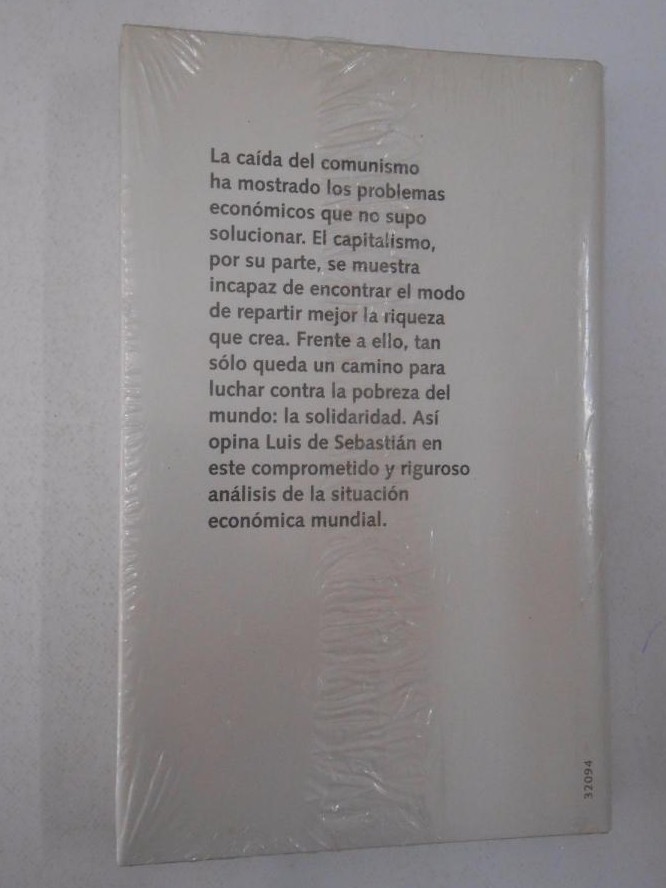 La caída del comunismo
ha mostrado los problemas
económicos que no supo
solucionar. El capitalismo,
por su parte, se muestra
incapaz de encontrar el modo
de repartir mejor la riqueza
que crea. Frente a ello, tan
sólo queda un camino para
luchar contra la pobreza del
mundo: la solidaridad. Así
opina Luis de Sebastián en
este comprometido y riguroso
análisis de la situación
económica mundial.
32094